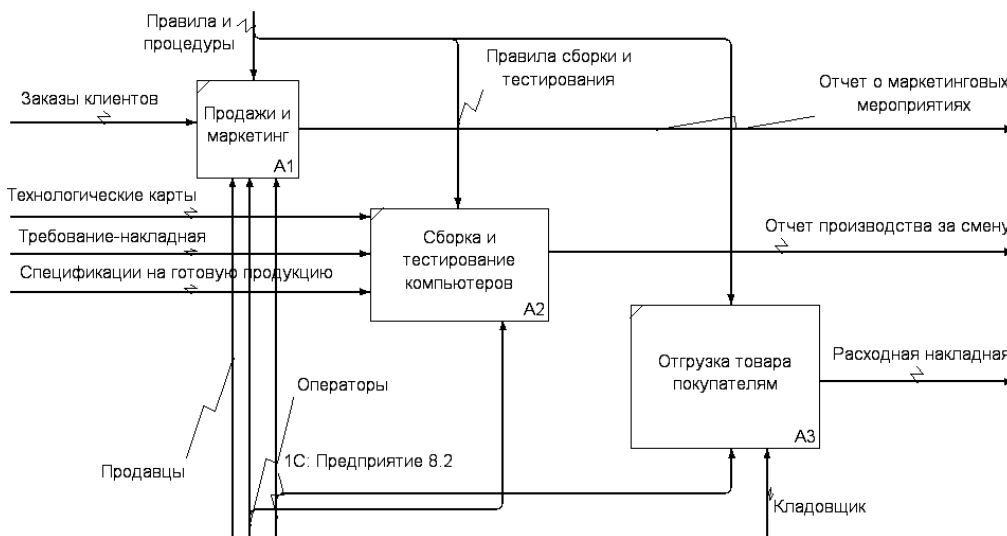 Правила и
процедуры
Правила сборки и
тестирования
Отчет о маркетинговых
мероприятиях
Заказы клиентов
Продажи и
маркетинг
A1
Технологические карты
Требование-накладная
Спецификации на готовую продукцию
Сборка и
тестирование
компьютеров
A2
Отчет производства за смену
Отгрузка товара
покупателям
A3
Расходная накладная
Операторы
Продавцы
1С: Предприятие 8.2
Кладовщик